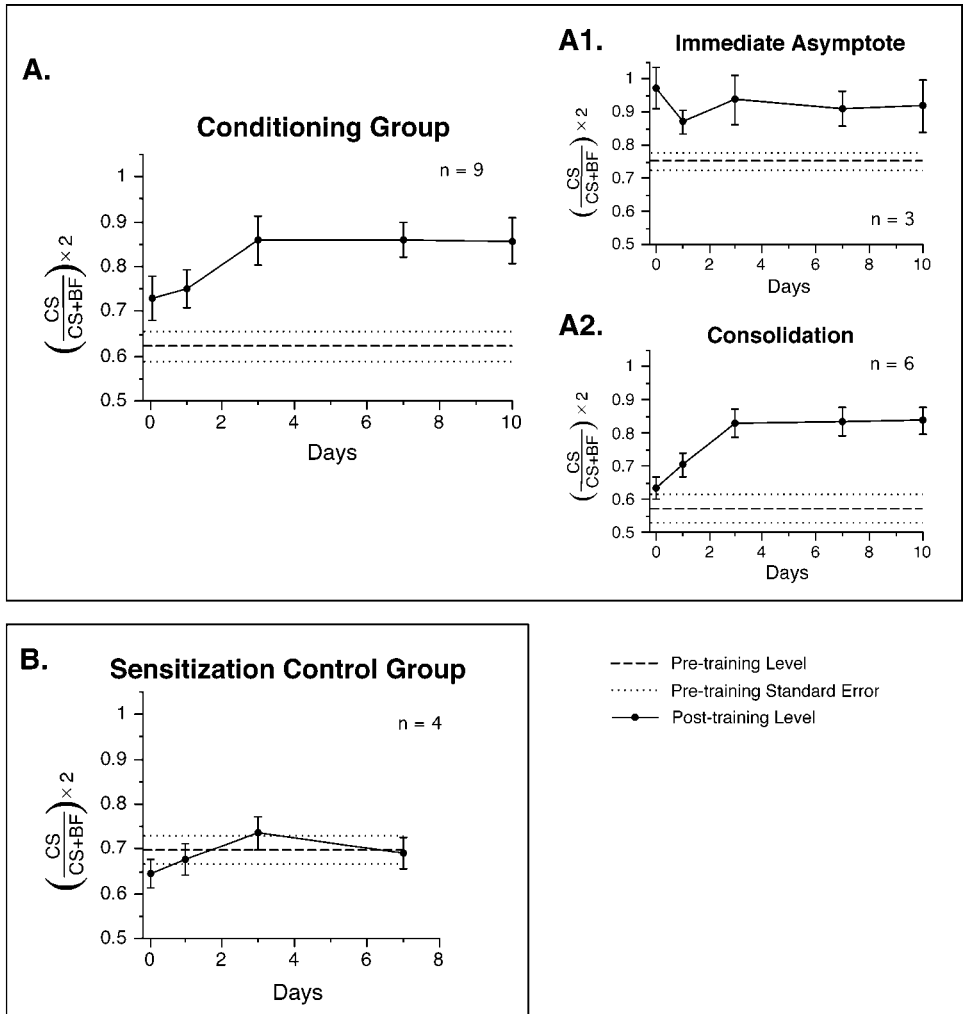 A.
Conditioning Group
n = 9
(CS/CS+BF) × 2
1
0.9
0.8
0.7
0.6
0.5
0 2 4 6 8 10
Days
A1.
Immediate Asymptote
(CS/CS+BF) × 2
1
0.9
0.8
0.7
0.6
0.5
n = 3
0 2 4 6 8 10
Days
A2.
Consolidation
n = 6
(CS/CS+BF) × 2
1
0.9
0.8
0.7
0.6
0.5
0 2 4 6 8 10
Days
B.
Sensitization Control Group
n = 4
(CS/CS+BF) × 2
1
0.9
0.8
0.7
0.6
0.5
0 2 4 6 8
Days
Pre-training Level
Pre-training Standard Error
Post-training Level